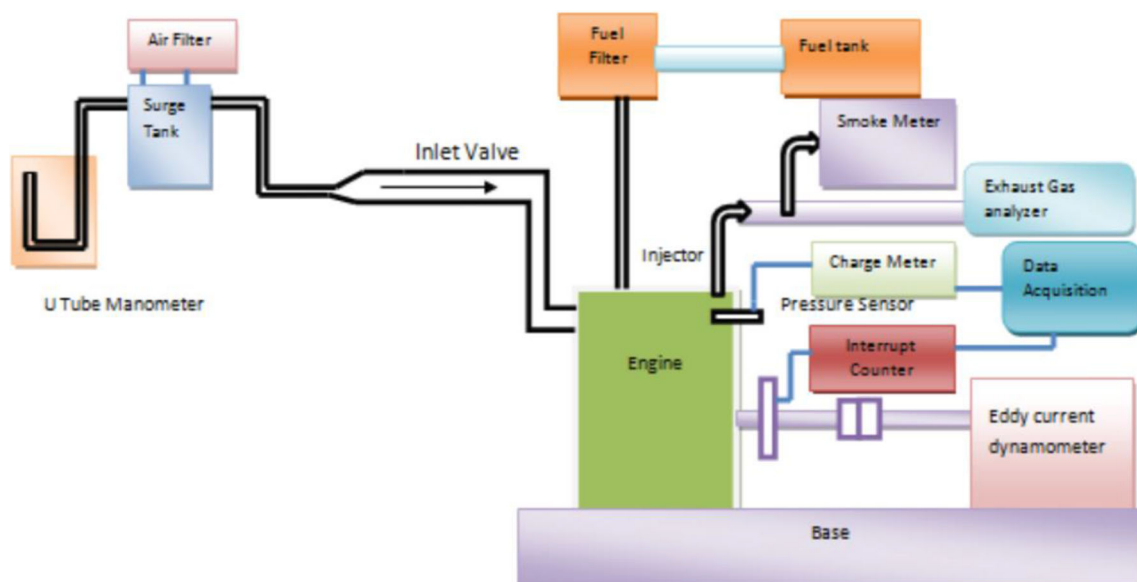 Air Filter
Fuel
Filter
Fuel tank
Surge
Tank
Smoke Meter
Inlet Valve
Exhaust Gas
analyzer
Injector
Charge Meter
Data
Acquisition
U Tube Manometer
Pressure Sensor
Engine
Interrupt
Counter
Eddy current
dynamometer
Base